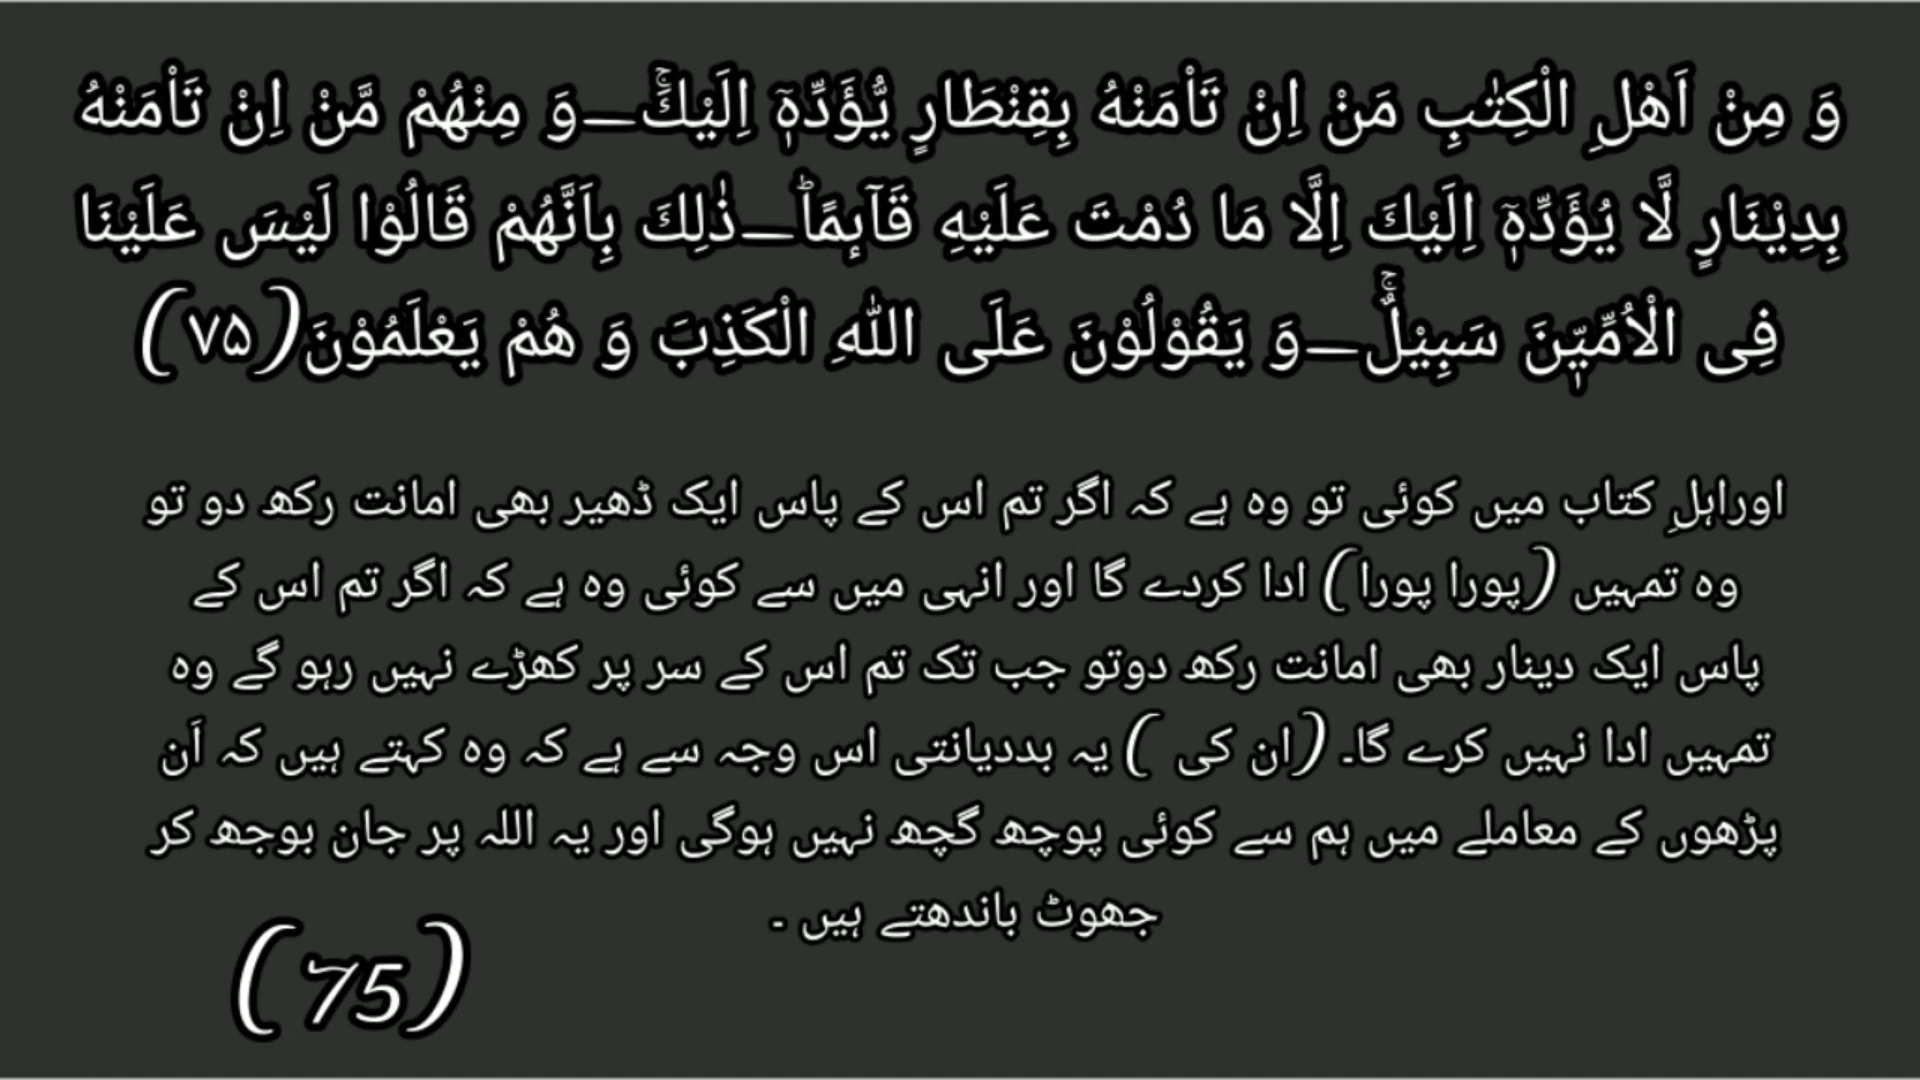 وَ مِنْ اَهْلِ الْكِتٰبِ مَنْ اِنْ تَاْمَنْهُ بِقِنْطَارٍ یُّؤَدِّهٖۤ اِلَیْكَۚ—وَ مِنْهُمْ مَّنْ اِنْ تَاْمَنْهُ
بِدِیْنَارٍ لَّا یُؤَدِّهٖۤ اِلَیْكَ اِلَّا مَا دُمْتَ عَلَیْهِ قَآىٕمًاؕ—ذٰلِكَ بِاَنَّهُمْ قَالُوْا لَیْسَ عَلَیْنَا
فِی الْاُمِّیّٖنَ سَبِیْلٌۚ—وَ یَقُوْلُوْنَ عَلَى اللّٰهِ الْكَذِبَ وَ هُمْ یَعْلَمُوْنَ(۷۵)
اوراہلِ کتاب میں کوئی تو وہ ہے کہ اگر تم اس کے پاس ایک ڈھیر بھی امانت رکھ دو تو
وہ تمہیں (پورا پورا) ادا کردے گا اور انہی میں سے کوئی وہ ہے کہ اگر تم اس کے
پاس ایک دینار بھی امانت رکھ دوتو جب تک تم اس کے سر پر کھڑے نہیں رہو گے وہ
تمہیں ادا نہیں کرے گا۔ (ان کی ) یہ بددیانتی اس وجہ سے ہے کہ وہ کہتے ہیں کہ اَن
پڑھوں کے معاملے میں ہم سے کوئی پوچھ گچھ نہیں ہوگی اور یہ اللہ پر جان بوجھ کر
جھوٹ باندھتے ہیں ۔
(75)